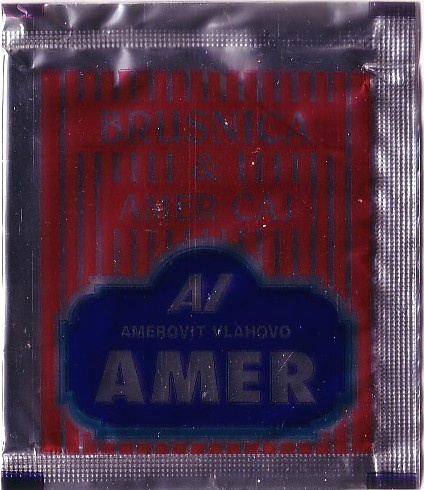 BRUSNICA
&
AMER ČAJ
AV
AMEROVIT VLAHOVO
AMER